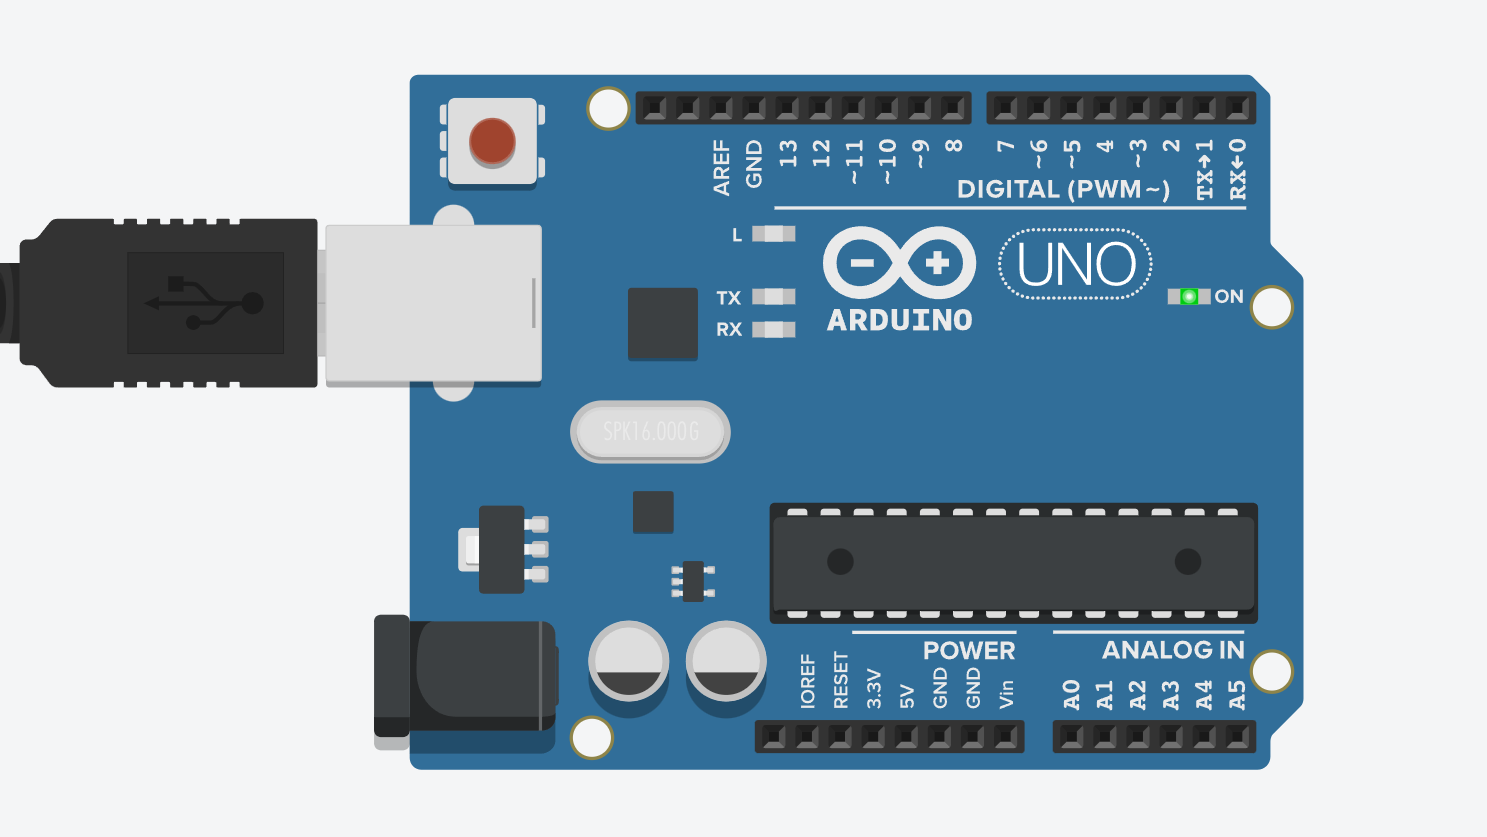 AREF
GND
13
12
~11
~10
~9
8
7
~6
~5
4
~3
2
TX→1
RX←0
DIGITAL (PWM~)
L
TX
RX
ARDUINO
UNO
ON
SPK16.000G
POWER
ANALOG IN
IOREF
RESET
3.3V
5V
GND
GND
Vin
A0
A1
A2
A3
A4
A5